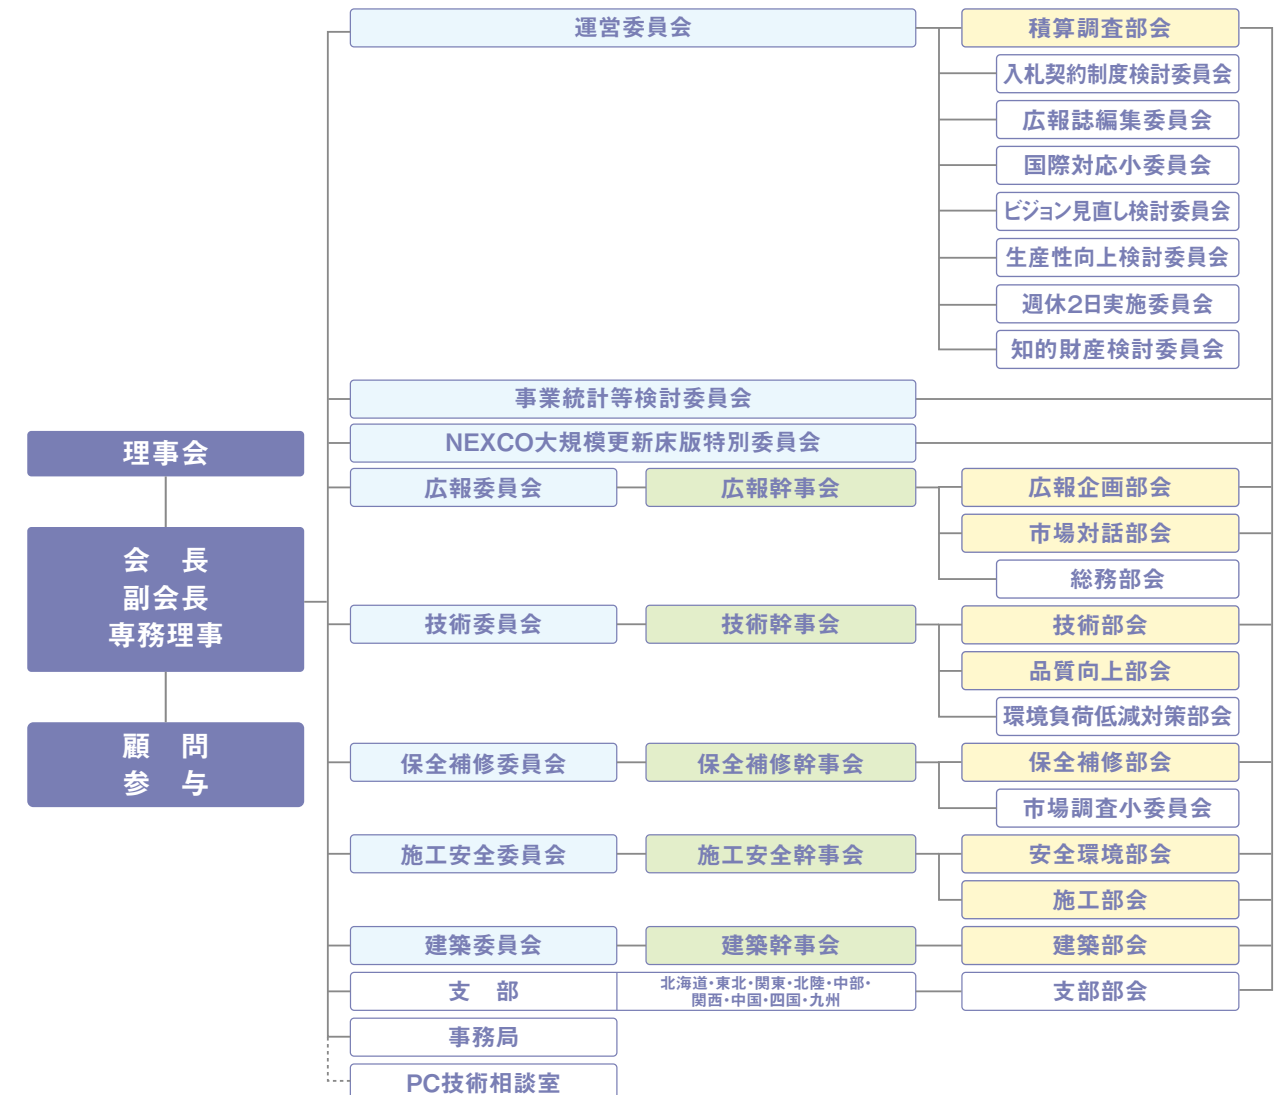 運営委員会
積算調査部会
入札契約制度検討委員会
広報誌編集委員会
国際対応小委員会
ビジョン見直し検討委員会
生産性向上検討委員会
週休2日実施委員会
知的財産検討委員会
事業統計等検討委員会
NEXCO大規模更新床版特別委員会
理事会
会　長
副会長
専務理事
顧　問
参　与
広報委員会
広報幹事会
広報企画部会
市場対話部会
総務部会
技術委員会
技術幹事会
技術部会
品質向上部会
環境負荷低減対策部会
保全補修委員会
保全補修幹事会
保全補修部会
市場調査小委員会
施工安全委員会
施工安全幹事会
安全環境部会
施工部会
建築委員会
建築幹事会
建築部会
支　部
北海道・東北・関東・北陸・中部・
関西・中国・四国・九州
支部部会
事務局
PC技術相談室